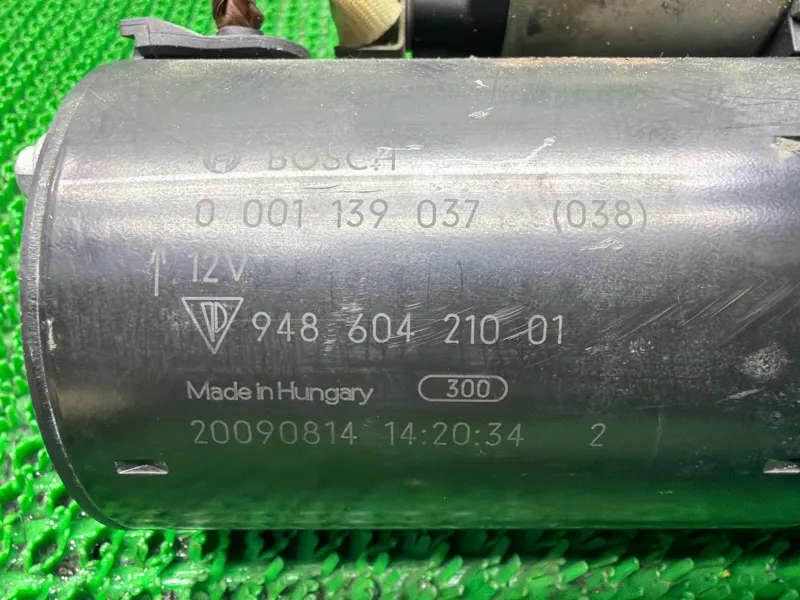 BOSCH
0 001 139 037 (038)
12V
948 604 210 01
Made in Hungary 300
20090814 14:20:34 2